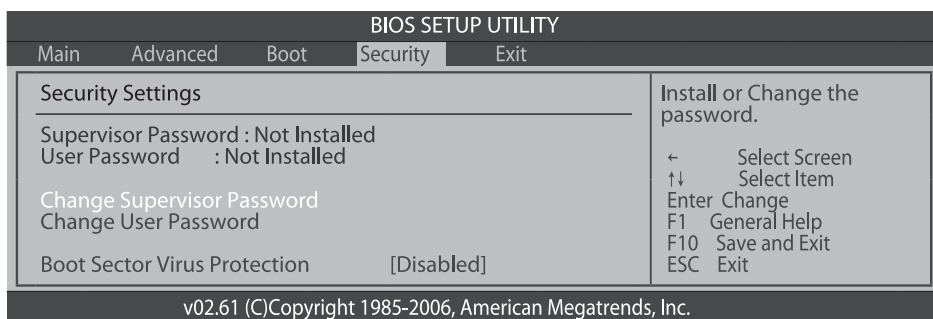 BIOS SETUP UTILITY
Main Advanced Boot Security Exit
Security Settings
Supervisor Password : Not Installed
User Password : Not Installed
Change Supervisor Password
Change User Password
Boot Sector Virus Protection [Disabled]
Install or Change the
password.
← Select Screen
↑↓ Select Item
Enter Change
F1 General Help
F10 Save and Exit
ESC Exit
v02.61 (C)Copyright 1985-2006, American Megatrends, Inc.